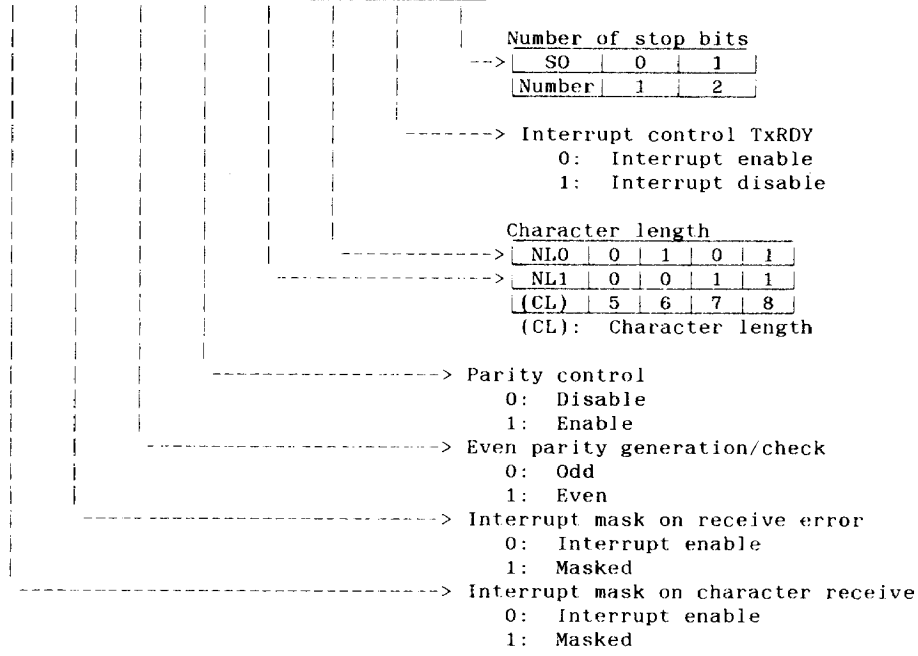 Number of stop bits
SO 0 1
Number 1 2
Interrupt control TxRDY
0: Interrupt enable
1: Interrupt disable
Character length
NL0 0 1 0 1
NL1 0 0 1 1
(CL) 5 6 7 8
(CL): Character length
Parity control
0: Disable
1: Enable
Even parity generation/check
0: Odd
1: Even
Interrupt mask on receive error
0: Interrupt enable
1: Masked
Interrupt mask on character receive
0: Interrupt enable
1: Masked